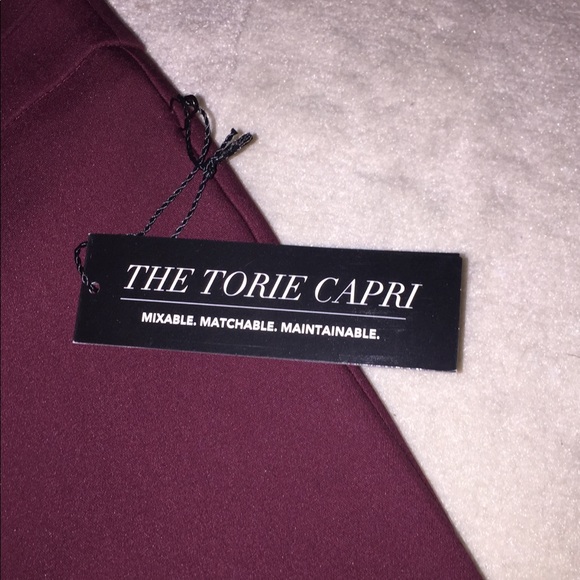 THE TORIE CAPRI
MIXABLE. MATCHABLE. MAINTAINABLE.